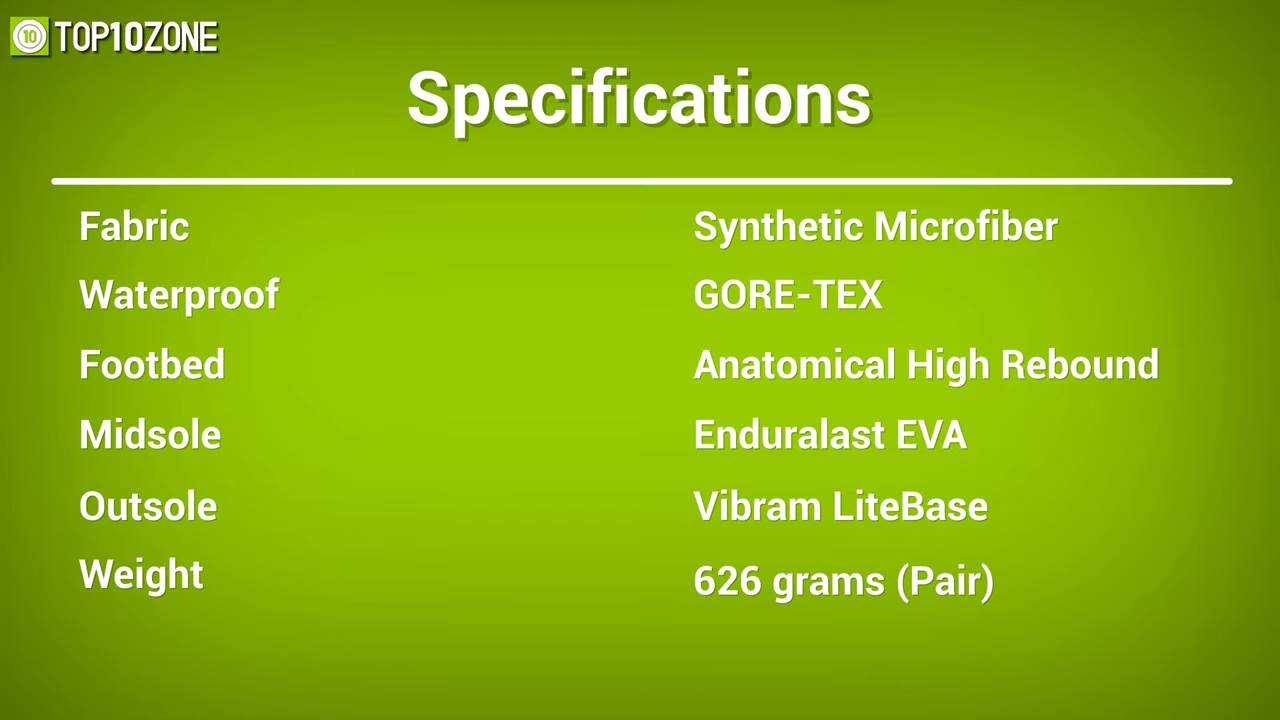 10 TOP10ZONE
Specifications
Fabric Synthetic Microfiber
Waterproof GORE-TEX
Footbed Anatomical High Rebound
Midsole Enduralast EVA
Outsole Vibram LiteBase
Weight 626 grams (Pair)